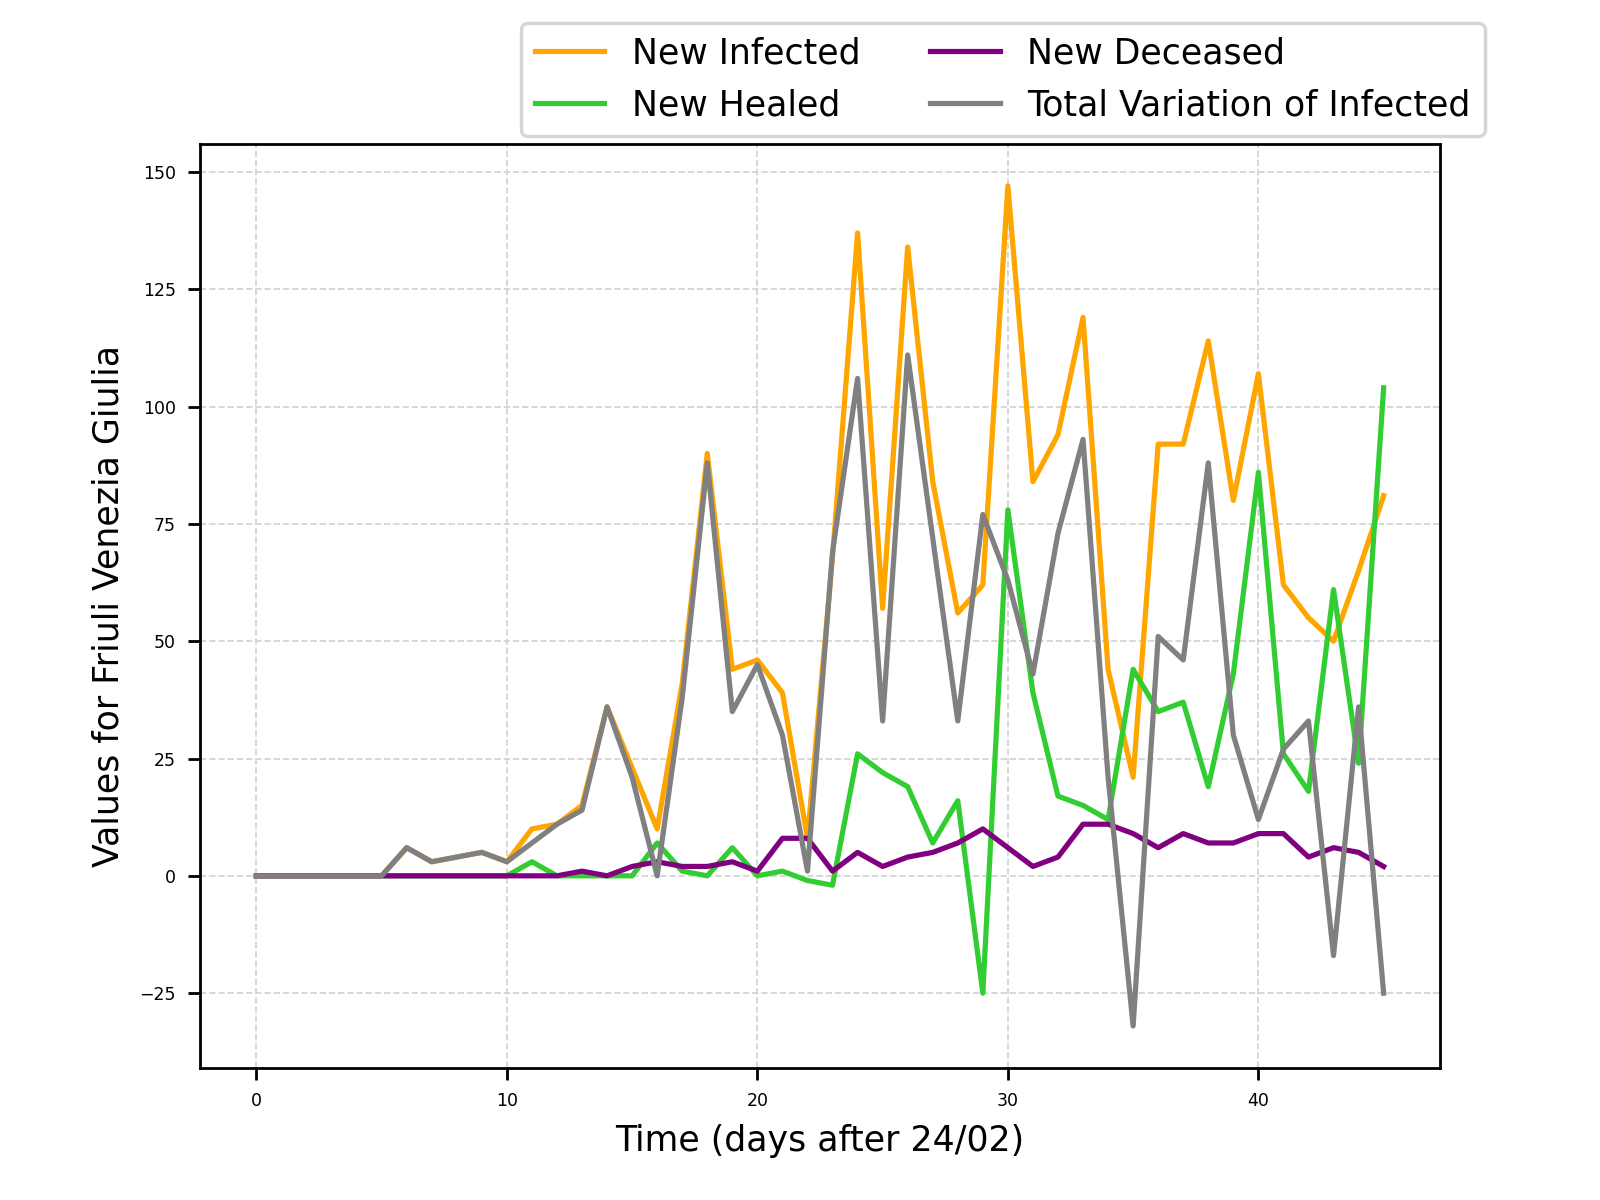 New Infected
New Healed
New Deceased
Total Variation of Infected
Values for Friuli Venezia Giulia
150
125
100
75
50
25
0
−25
0 10 20 30 40
Time (days after 24/02)